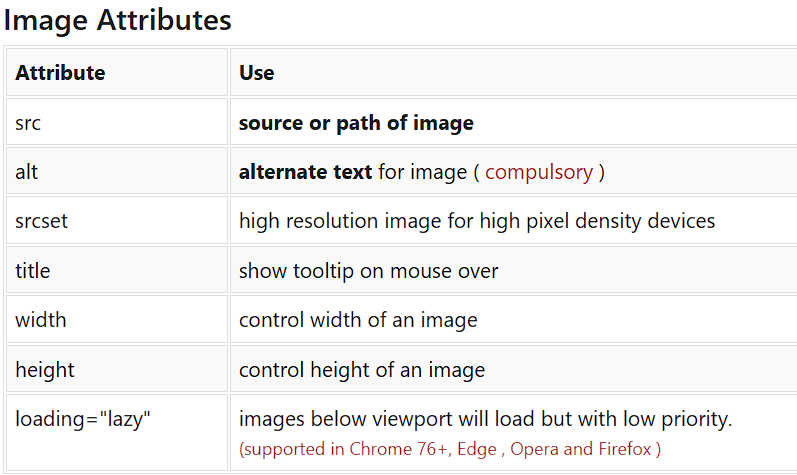 Image Attributes
Attribute Use
src source or path of image
alt alternate text for image ( compulsory )
srcset high resolution image for high pixel density devices
title show tooltip on mouse over
width control width of an image
height control height of an image
loading="lazy" images below viewport will load but with low priority.
(supported in Chrome 76+, Edge , Opera and Firefox )